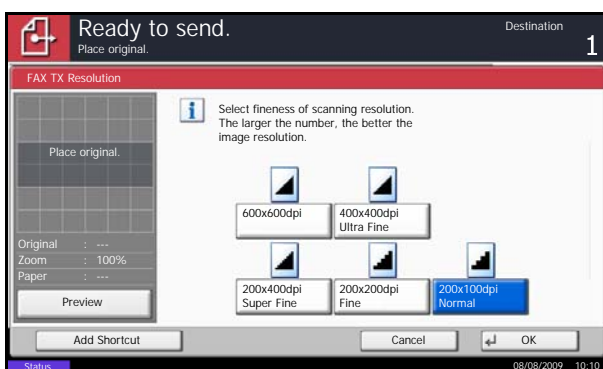 Ready to send.
Destination
Place original.
1
FAX TX Resolution
Place original.
Original : ---
Zoom : 100%
Paper : ---
Preview
Select fineness of scanning resolution.
The larger the number, the better the
image resolution.
600x600dpi
400x400dpi
Ultra Fine
200x400dpi
Super Fine
200x200dpi
Fine
200x100dpi
Normal
Add Shortcut
Cancel
OK
Status
08/08/2009 10:10